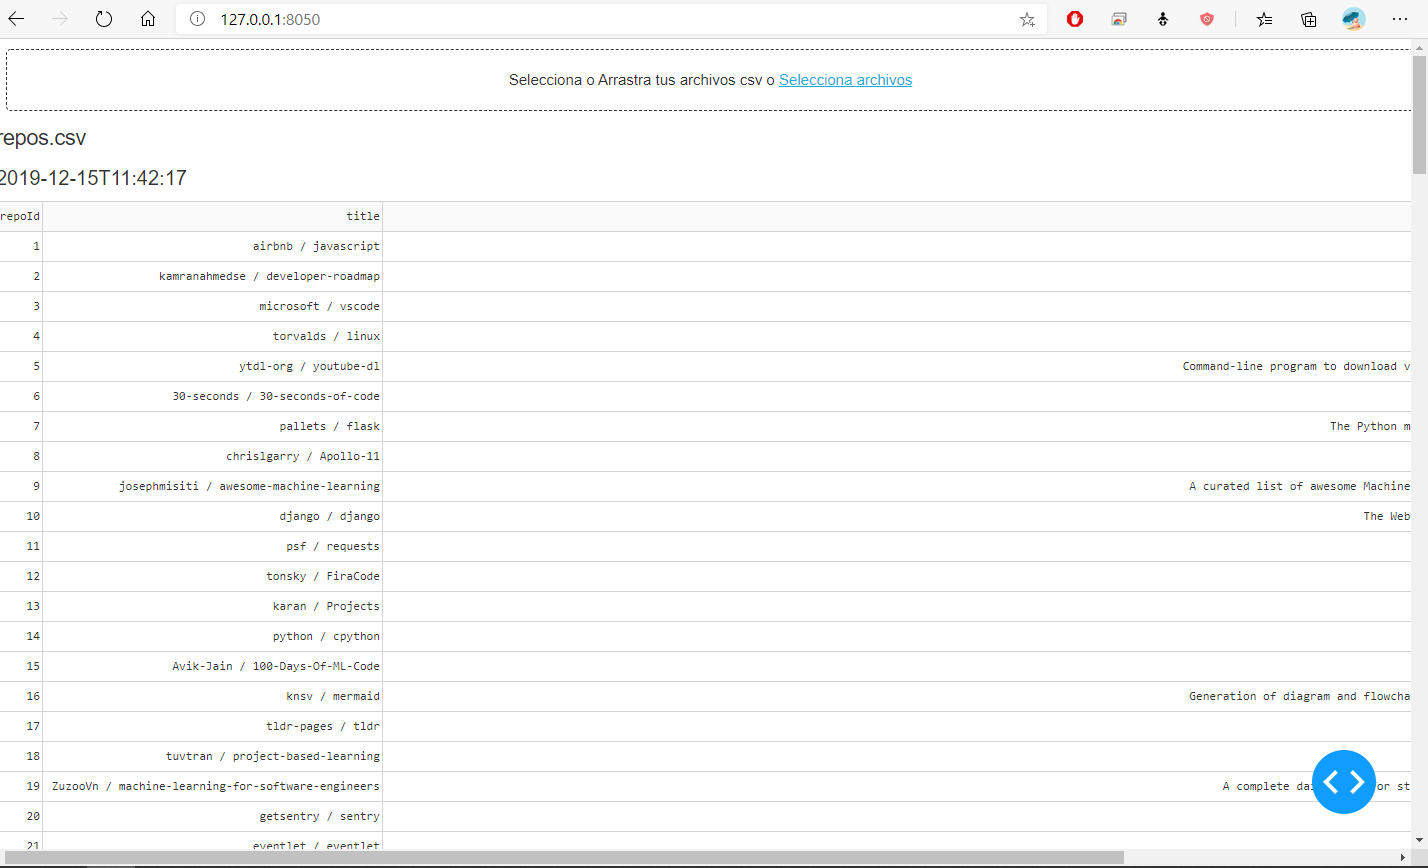 127.0.0.1:8050
Selecciona o Arrastra tus archivos csv o Selecciona archivos
repos.csv
2019-12-15T11:42:17
repoId title
1 airbnb / javascript
2 kamranahmedse / developer-roadmap
3 microsoft / vscode
4 torvalds / linux
5 ytdl-org / youtube-dl Command-line program to download v
6 30-seconds / 30-seconds-of-code
7 pallets / flask The Python m
8 chrislgarry / Apollo-11
9 josephmisiti / awesome-machine-learning A curated list of awesome Machine
10 django / django The Web
11 psf / requests
12 tonsky / FiraCode
13 karan / Projects
14 python / cpython
15 Avik-Jain / 100-Days-Of-ML-Code
16 knsv / mermaid Generation of diagram and flowcha
17 tldr-pages / tldr
18 tuvtran / project-based-learning
19 ZuzooVn / machine-learning-for-software-engineers A complete st
20 getsentry / sentry
21 eventlet / eventlet